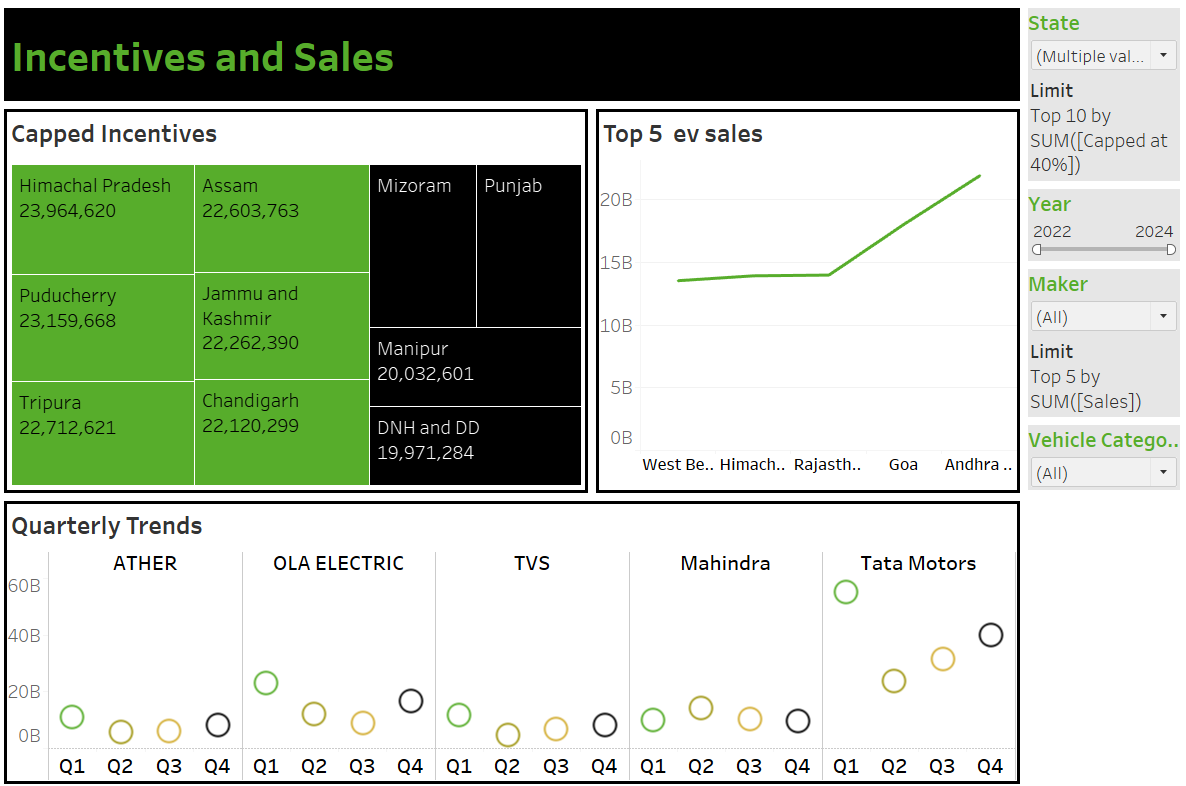 Incentives and Sales
State
(Multiple val...
Limit
Top 10 by
SUM([Capped at
40%])
Year
2022 2024
Maker
(All)
Limit
Top 5 by
SUM([Sales])
Vehicle Catego..
(All)
Capped Incentives
Himachal Pradesh
23,964,620
Puducherry
23,159,668
Tripura
22,712,621
Assam
22,603,763
Jammu and
Kashmir
22,262,390
Chandigarh
22,120,299
Mizoram
Punjab
Manipur
20,032,601
DNH and DD
19,971,284
Top 5 ev sales
20B
15B
10B
5B
0B
West Be.. Himach.. Rajasth.. Goa Andhra ..
Quarterly Trends
ATHER OLA ELECTRIC TVS Mahindra Tata Motors
60B
40B
20B
0B
Q1 Q2 Q3 Q4 Q1 Q2 Q3 Q4 Q1 Q2 Q3 Q4 Q1 Q2 Q3 Q4 Q1 Q2 Q3 Q4